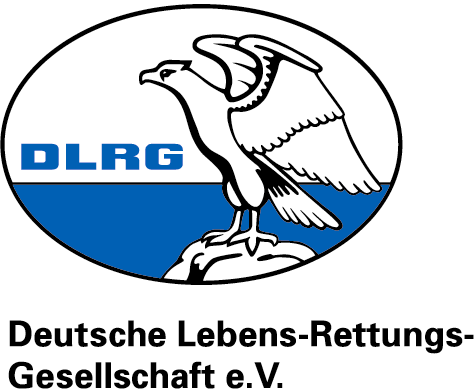 DLRG
Deutsche Lebens-Rettungs-
Gesellschaft e.V.